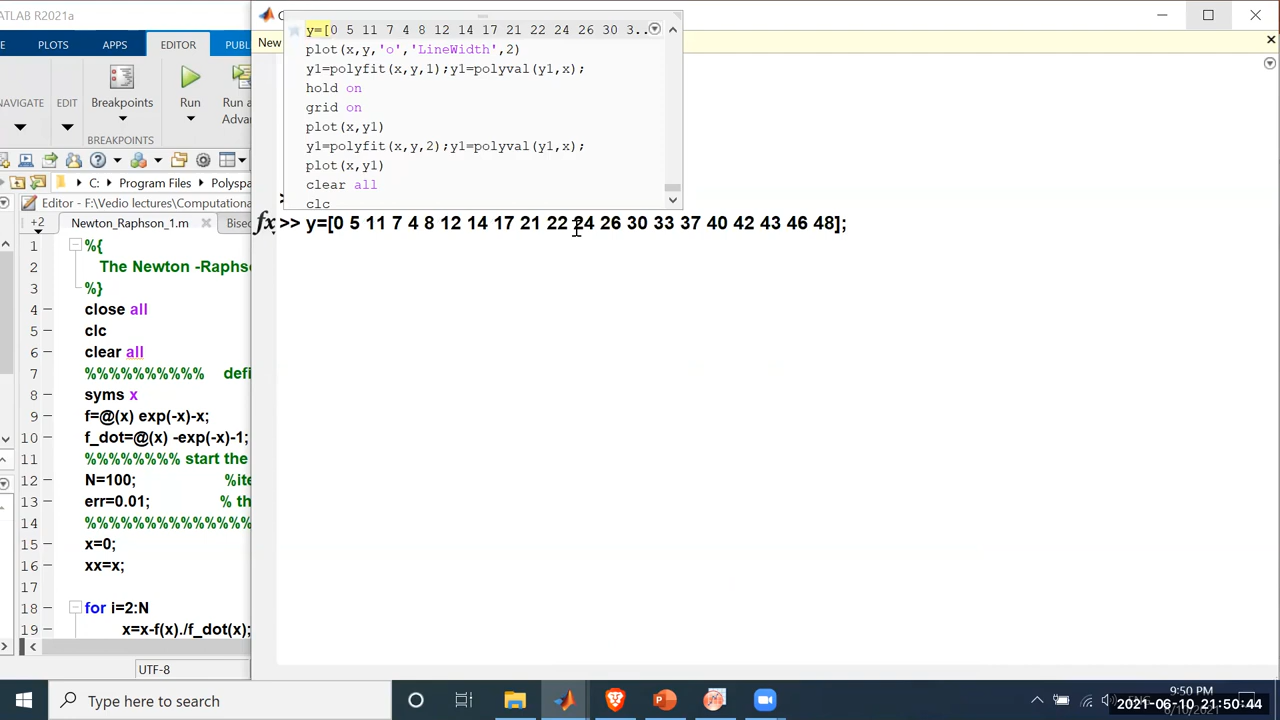 ATLAB R2021a
New
E PLOTS APPS EDITOR PUBL
NAVIGATE EDIT Breakpoints Run Run a
Advan
BREAKPOINTS
C: Program Files Polyspa
Editor - F:\Vedio lectures\Computational
+2 Newton_Raphson_1.m Bisec
1 %{
2 The Newton -Raphso
3 %}
4 close all
5 clc
6 clear all
7 %%%%%%%%%% defi
8 syms x
9 f=@(x) exp(-x)-x;
10 f_dot=@(x) -exp(-x)-1;
11 %%%%%%%% start the
12 N=100; %ite
13 err=0.01; % th
14 %%%%%%%%%%%%%%
15 x=0;
16 xx=x;
17
18 for i=2:N
19 x=x-f(x)./f_dot(x);
UTF-8
y=[0 5 11 7 4 8 12 14 17 21 22 24 26 30 3...
plot(x,y,'o','LineWidth',2)
y1=polyfit(x,y,1);y1=polyval(y1,x);
hold on
grid on
plot(x,y1)
y1=polyfit(x,y,2);y1=polyval(y1,x);
plot(x,y1)
clear all
clc
fx >> y=[0 5 11 7 4 8 12 14 17 21 22 24 26 30 33 37 40 42 43 46 48];
Type here to search
9:50 PM
2021-06-10 21:50:44